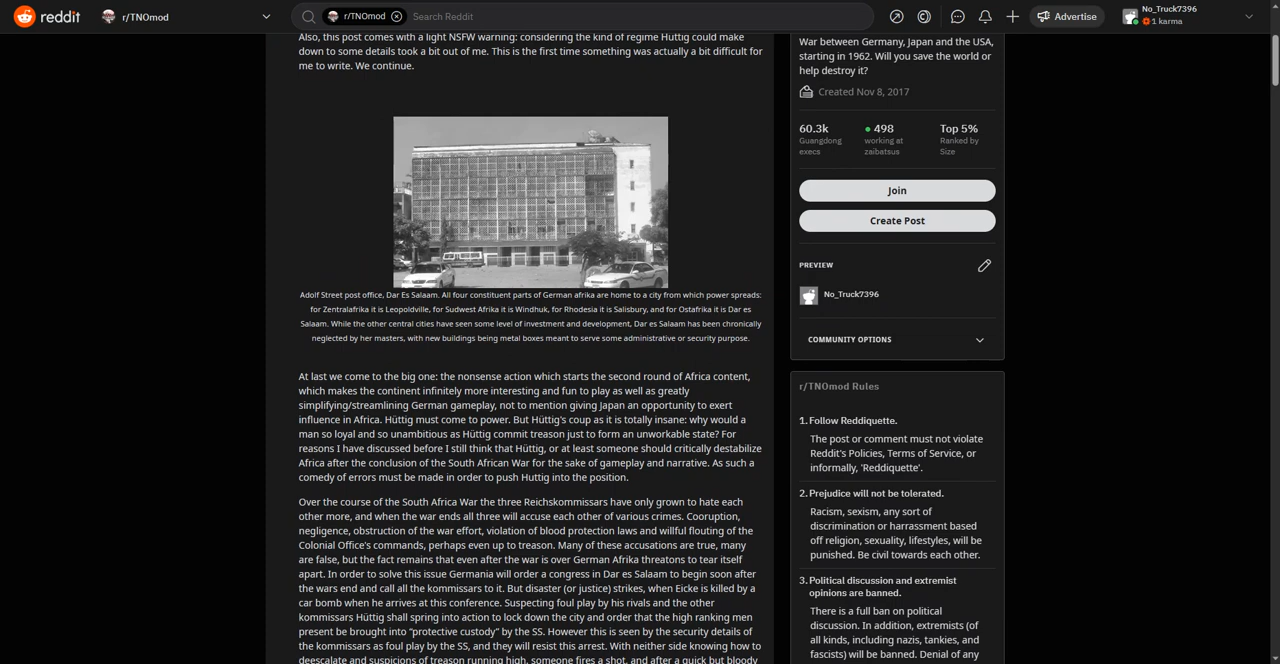 reddit
r/TNOmod
r/TNOmod
Search Reddit
Advertise
No_Truck7396
1 karma
Also, this post comes with a light NSFW warning: considering the kind of regime Huttig could make
down to some details took a bit out of me. This is the first time something was actually a bit difficult for
me to write. We continue.
Adolf Street post office, Dar Es Salaam. All four constituent parts of German afrika are home to a city from which power spreads:
for Zentralafrika it is Leopoldville, for Sudwest Afrika it is Windhuk, for Rhodesia it is Salisbury, and for Ostafrika it is Dar es
Salaam. While the other central cities have seen some level of investment and development, Dar es Salaam has been chronically
neglected by her masters, with new buildings being metal boxes meant to serve some administrative or security purpose.
At last we come to the big one: the nonsense action which starts the second round of Africa content,
which makes the continent infinitely more interesting and fun to play as well as greatly
simplifying/streamlining German gameplay, not to mention giving Japan an opportunity to exert
influence in Africa. Hüttig must come to power. But Hüttig's coup as it is totally insane: why would a
man so loyal and so unambitious as Hüttig commit treason just to form an unworkable state? For
reasons I have discussed before I still think that Hüttig, or at least someone should critically destabilize
Africa after the conclusion of the South African War for the sake of gameplay and narrative. As such a
comedy of errors must be made in order to push Huttig into the position.
Over the course of the South Africa War the three Reichskommissars have only grown to hate each
other more, and when the war ends all three will accuse each other of various crimes. Cooruption,
negligence, obstruction of the war effort, violation of blood protection laws and willful flouting of the
Colonial Office's commands, perhaps even up to treason. Many of these accusations are true, many
are false, but the fact remains that even after the war is over German Afrika threatons to tear itself
apart. In order to solve this issue Germania will order a congress in Dar es Salaam to begin soon after
the wars end and call all the kommissars to it. But disaster (or justice) strikes, when Eicke is killed by a
car bomb when he arrives at this conference. Suspecting foul play by his rivals and the other
kommissars Hüttig shall spring into action to lock down the city and order that the high ranking men
present be brought into “protective custody” by the SS. However this is seen by the security details of
the kommissars as foul play by the SS, and they will resist this arrest. With neither side knowing how to
deescalate and suspicions of treason running high, someone fires a shot, and after a quick but bloody
War between Germany, Japan and the USA,
starting in 1962. Will you save the world or
help destroy it?
Created Nov 8, 2017
60.3k
Guangdong
execs
498
working at
zaibatsus
Top 5%
Ranked by
Size
Join
Create Post
PREVIEW
No_Truck7396
COMMUNITY OPTIONS
r/TNOmod Rules
1. Follow Reddiquette.
The post or comment must not violate
Reddit's Policies, Terms of Service, or
informally, 'Reddiquette'.
2. Prejudice will not be tolerated.
Racism, sexism, any sort of
discrimination or harrassment based
off religion, sexuality, lifestyles, will be
punished. Be civil towards each other.
3. Political discussion and extremist
opinions are banned.
There is a full ban on political
discussion. In addition, extremists (of
all kinds, including nazis, tankies, and
fascists) will be banned. Denial of any